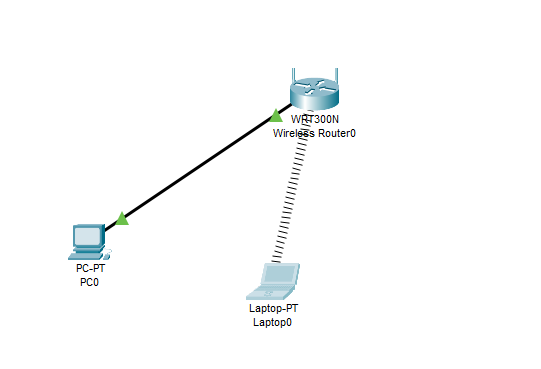 WRT300N
Wireless Router0
PC-PT
PC0
Laptop-PT
Laptop0